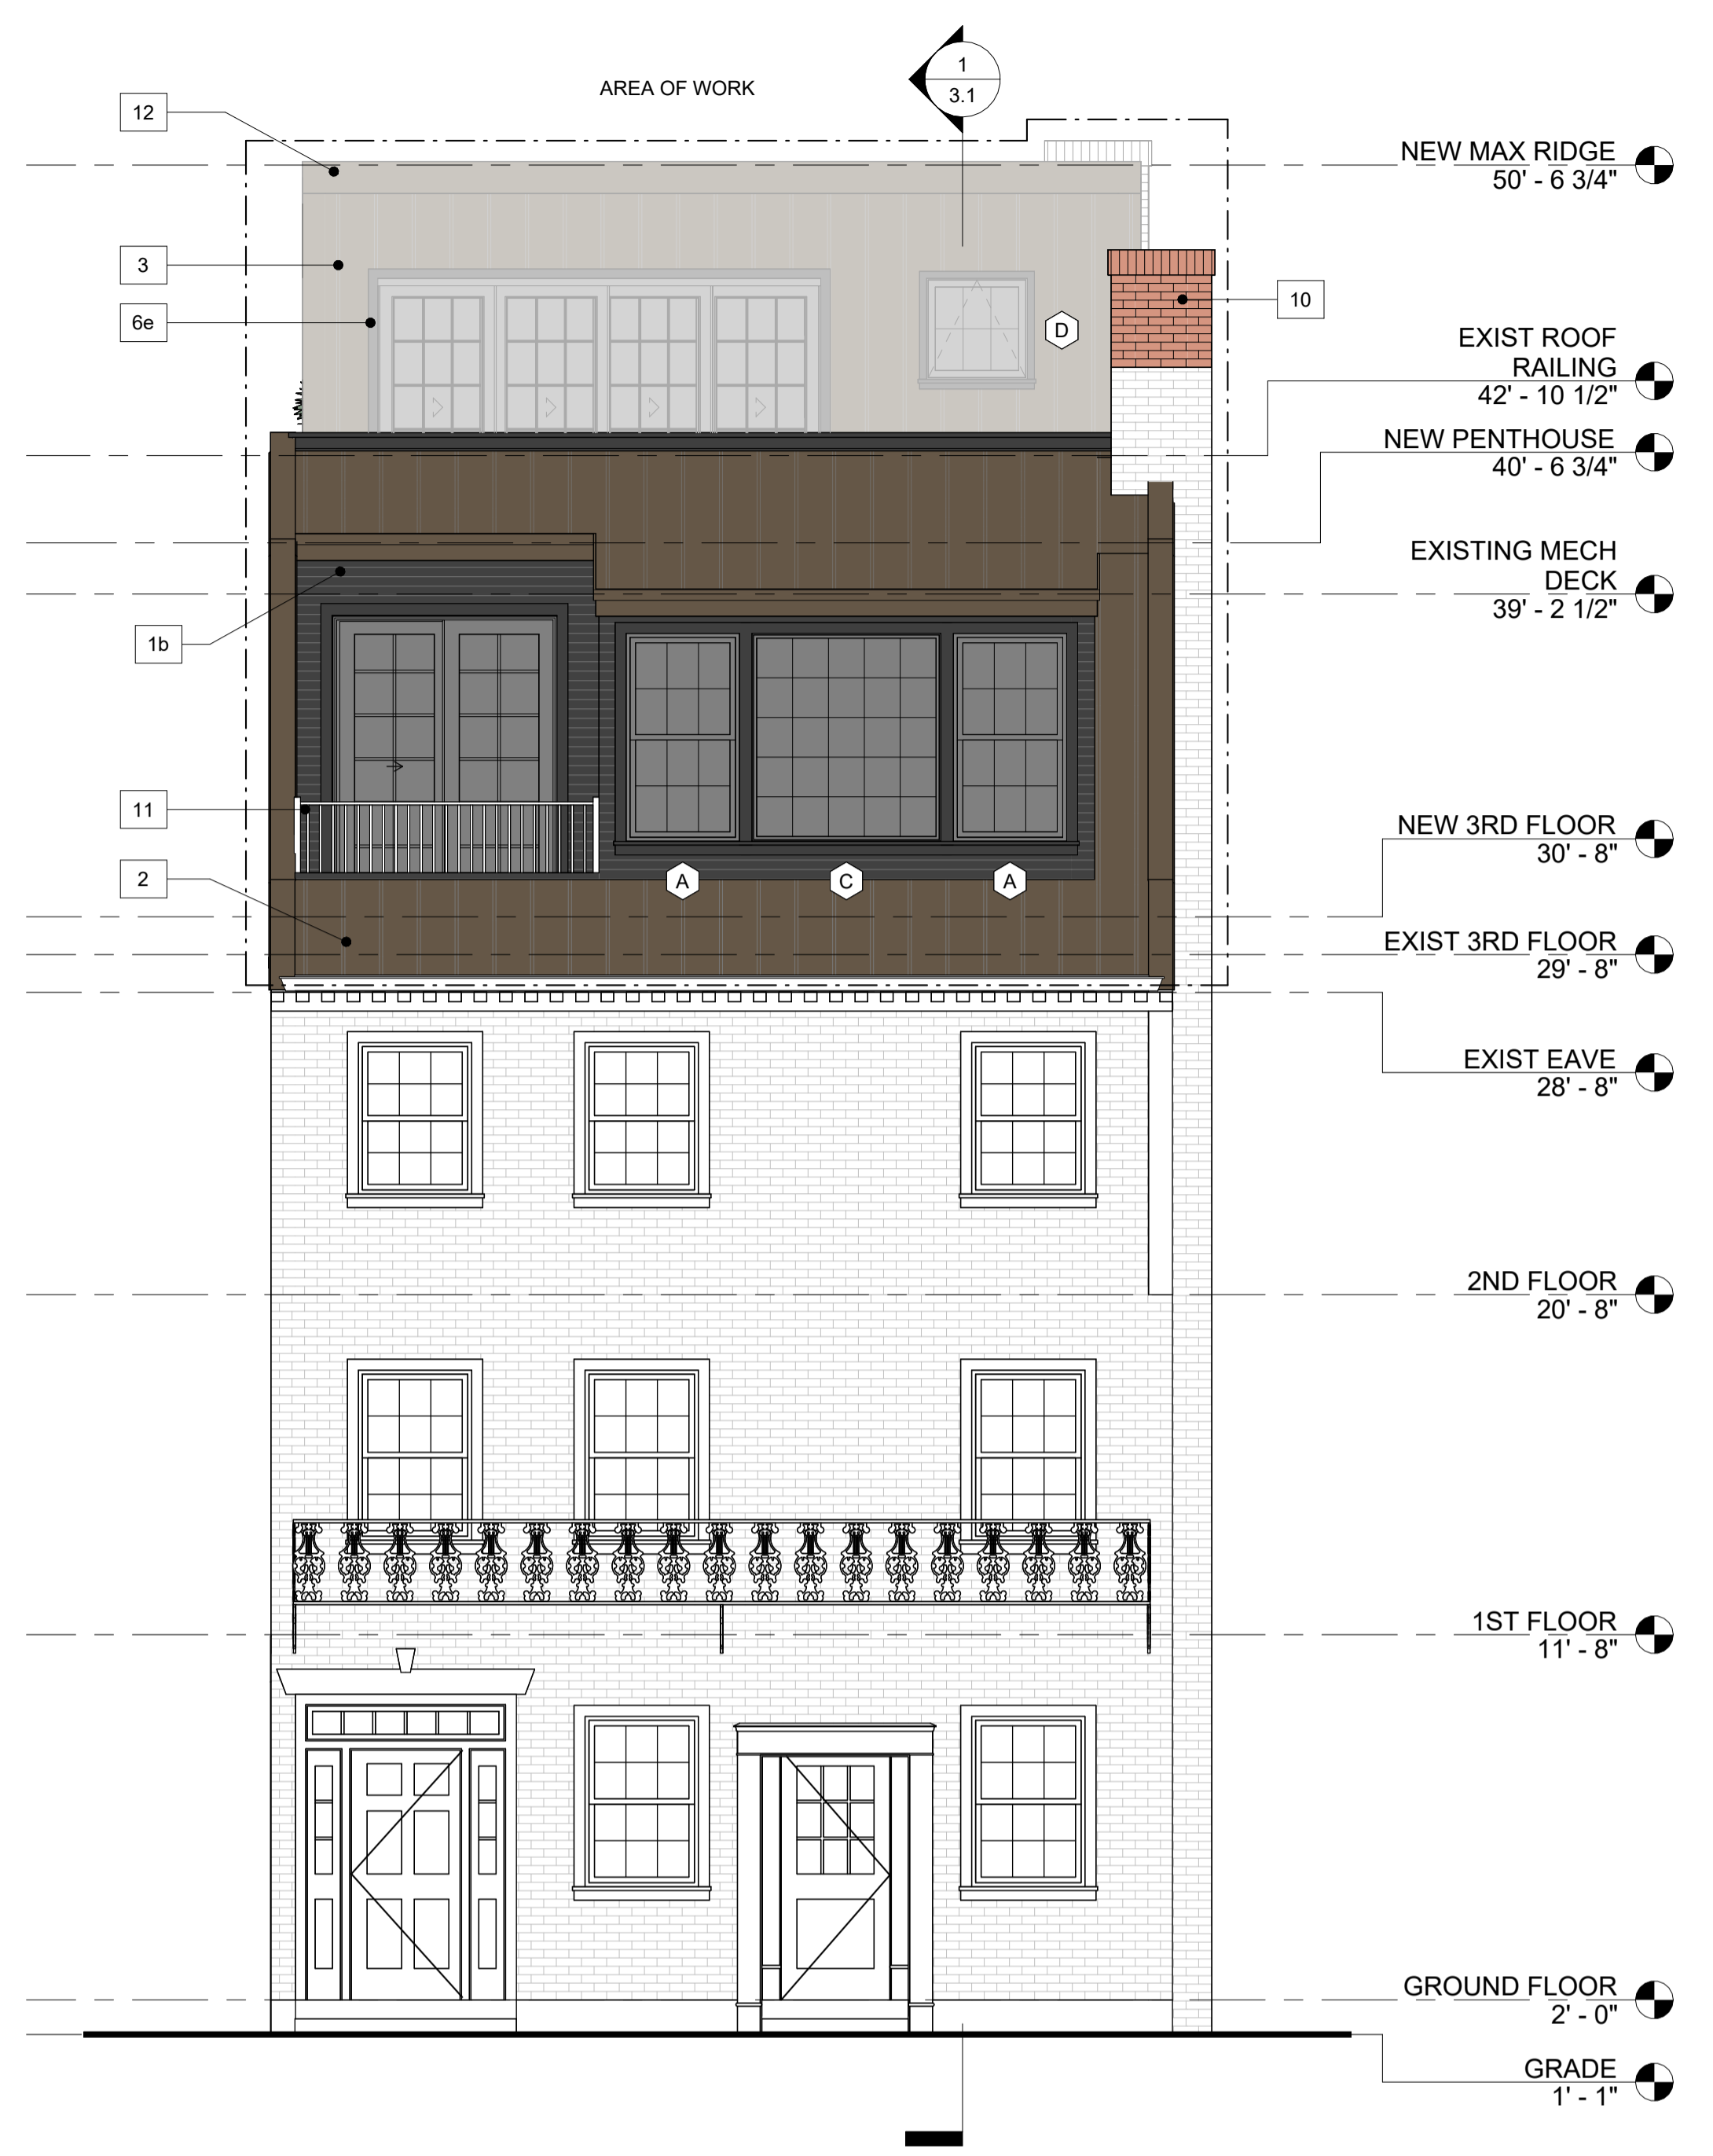 AREA OF WORK
1
3.1
12
NEW MAX RIDGE
50' - 6 3/4"
3
6e
10
D
EXIST ROOF
RAILING
42' - 10 1/2"
NEW PENTHOUSE
40' - 6 3/4"
EXISTING MECH
DECK
39' - 2 1/2"
1b
11
NEW 3RD FLOOR
30' - 8"
2
A
C
A
EXIST 3RD FLOOR
29' - 8"
EXIST EAVE
28' - 8"
2ND FLOOR
20' - 8"
1ST FLOOR
11' - 8"
GROUND FLOOR
2' - 0"
GRADE
1' - 1"